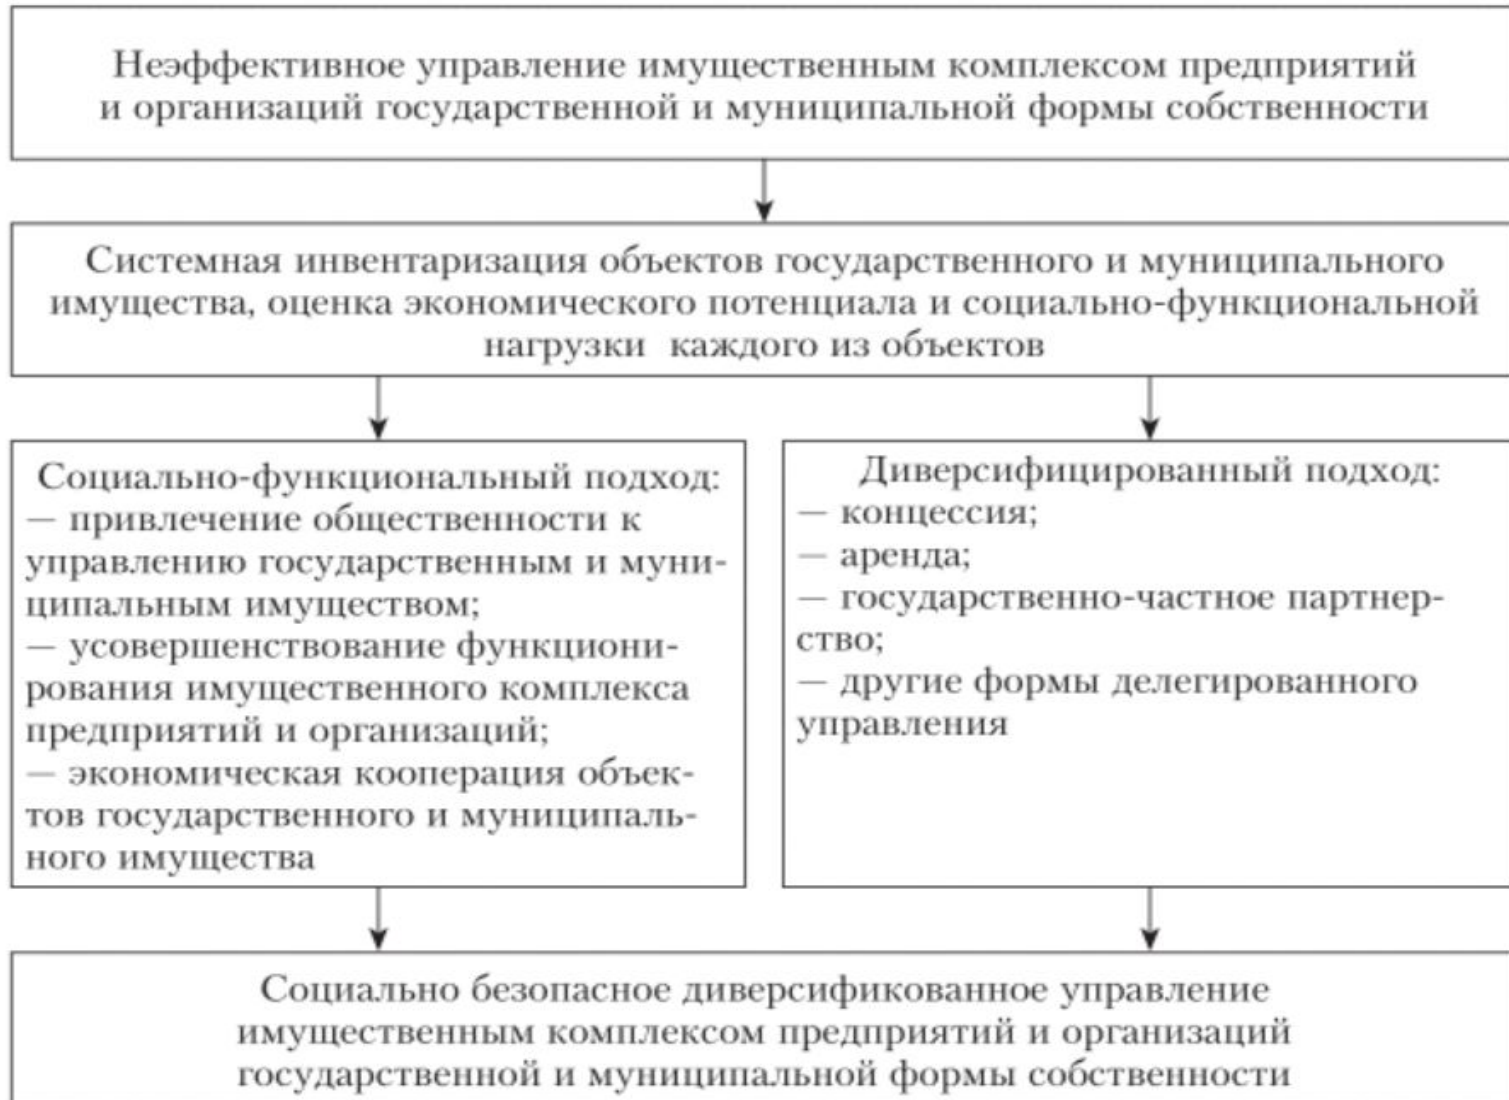 Неэффективное управление имущественным комплексом предприятий
и организаций государственной и муниципальной формы собственности
Системная инвентаризация объектов государственного и муниципального
имущества, оценка экономического потенциала и социально-функциональной
нагрузки каждого из объектов
Социально-функциональный подход:
— привлечение общественности к
управлению государственным и муни-
ципальным имуществом;
— усовершенствование функциони-
рования имущественного комплекса
предприятий и организаций;
— экономическая кооперация объек-
тов государственного и муниципаль-
ного имущества
Диверсифицированный подход:
— концессия;
— аренда;
— государственно-частное партнер-
ство;
— другие формы делегированного
управления
Социально безопасное диверсификованное управление
имущественным комплексом предприятий и организаций
государственной и муниципальной формы собственности